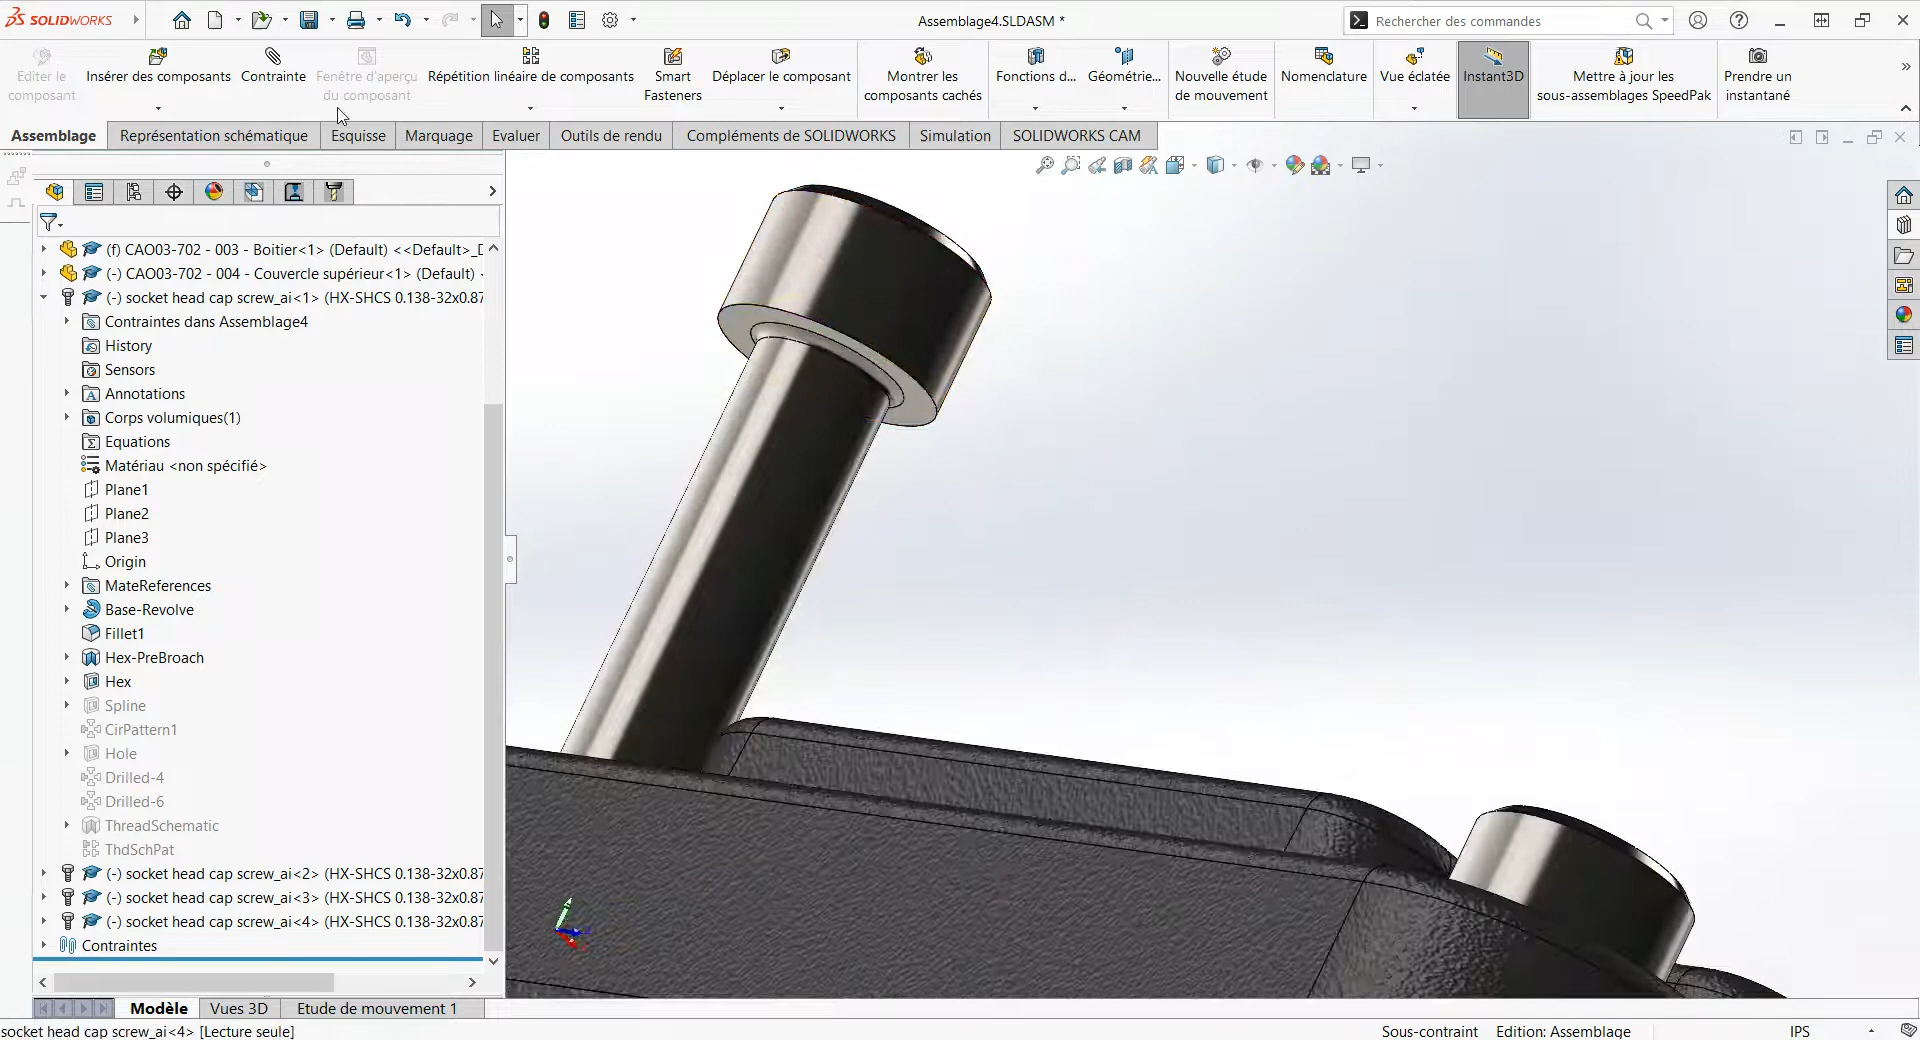 SOLIDWORKS
Assemblage4.SLDASM *
Rechercher des commandes
Editer le
composant
Insérer des composants
Contrainte
Fenêtre d'aperçu
du composant
Répétition linéaire de composants
Smart
Fasteners
Déplacer le composant
Montrer les
composants cachés
Fonctions d...
Géométrie...
Nouvelle étude
de mouvement
Nomenclature
Vue éclatée
Instant3D
Mettre à jour les
sous-assemblages SpeedPak
Prendre un
instantané
Assemblage
Représentation schématique
Esquisse
Marquage
Evaluer
Outils de rendu
Compléments de SOLIDWORKS
Simulation
SOLIDWORKS CAM
(f) CAO03-702 - 003 - Boitier<1> (Default) <<Default>_D
(-) CAO03-702 - 004 - Couvercle supérieur<1> (Default)
(-) socket head cap screw_ai<1> (HX-SHCS 0.138-32x0.87
Contraintes dans Assemblage4
History
Sensors
Annotations
Corps volumiques(1)
Equations
Matériau <non spécifié>
Plane1
Plane2
Plane3
Origin
MateReferences
Base-Revolve
Fillet1
Hex-PreBroach
Hex
Spline
CirPattern1
Hole
Drilled-4
Drilled-6
ThreadSchematic
ThdSchPat
(-) socket head cap screw_ai<2> (HX-SHCS 0.138-32x0.87
(-) socket head cap screw_ai<3> (HX-SHCS 0.138-32x0.87
(-) socket head cap screw_ai<4> (HX-SHCS 0.138-32x0.87
Contraintes
Modèle
Vues 3D
Etude de mouvement 1
socket head cap screw_ai<4> [Lecture seule]
Sous-contraint
Edition: Assemblage
IPS